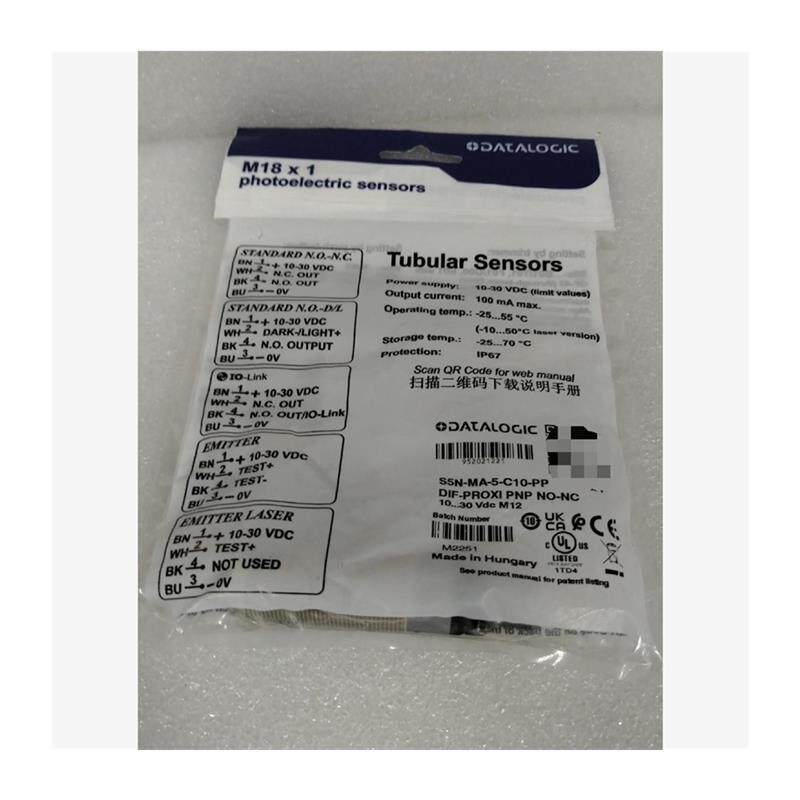 DATALOGIC
M18 x 1
photoelectric sensors
STANDARD N.O.-N.C.
BN 1 + 10-30 VDC
WH 2 N.C. OUT
BK 4 N.O. OUT
BU 3 - 0V
STANDARD N.O.-D/L
BN 1 + 10-30 VDC
WH 2 DARK-/LIGHT+
BK 4 N.O. OUTPUT
BU 3 - 0V
IO-Link
BN 1 + 10-30 VDC
WH 2 N.C. OUT
BK 4 N.O. OUT/IO-Link
BU 3 - 0V
EMITTER
BN 1 + 10-30 VDC
WH 2 TEST+
BK 4 TEST-
BU 3 - 0V
EMITTER LASER
BN 1 + 10-30 VDC
WH 2 TEST+
BK 4 NOT USED
BU 3 - 0V
Tubular Sensors
Power supply: 10-30 VDC (limit values)
Output current: 100 mA max.
Operating temp.: -25...55 °C
(-10...50°C laser version)
Storage temp.: -25...70 °C
Protection: IP67
Scan QR Code for web manual
扫描二维码下载说明手册
DATALOGIC
952021221
S5N-MA-5-C10-PP
DIF-PROXI PNP NO-NC
10...30 Vdc M12
Batch Number
M2251
Made in Hungary
10 UK CA CE
C UL US
LISTED
1TD4
See product manual for patent listing